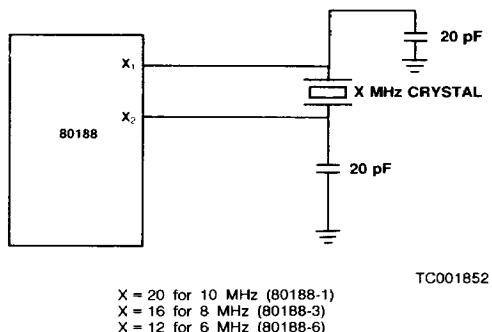 20 pF
X₁
X MHz CRYSTAL
X₂
80188
20 pF
TC001852
X = 20 for 10 MHz (80188-1)
X = 16 for 8 MHz (80188-3)
X = 12 for 6 MHz (80188-6)